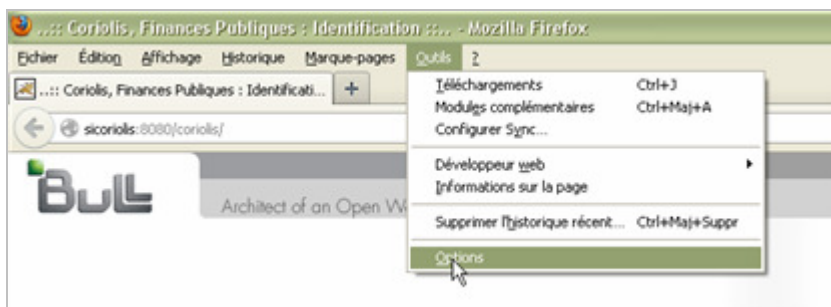 ..:: Coriolis, Finances Publiques : Identification ::.. - Mozilla Firefox
Fichier Édition Affichage Historique Marque-pages Outils ?
..:: Coriolis, Finances Publiques : Identificati... +
Téléchargements Ctrl+J
Modules complémentaires Ctrl+Maj+A
sicoriolis:8080/coriolis/
Configurer Sync...
Développeur web
Informations sur la page
Bull
Architect of an Open W
Supprimer l'historique récent... Ctrl+Maj+Suppr
Options